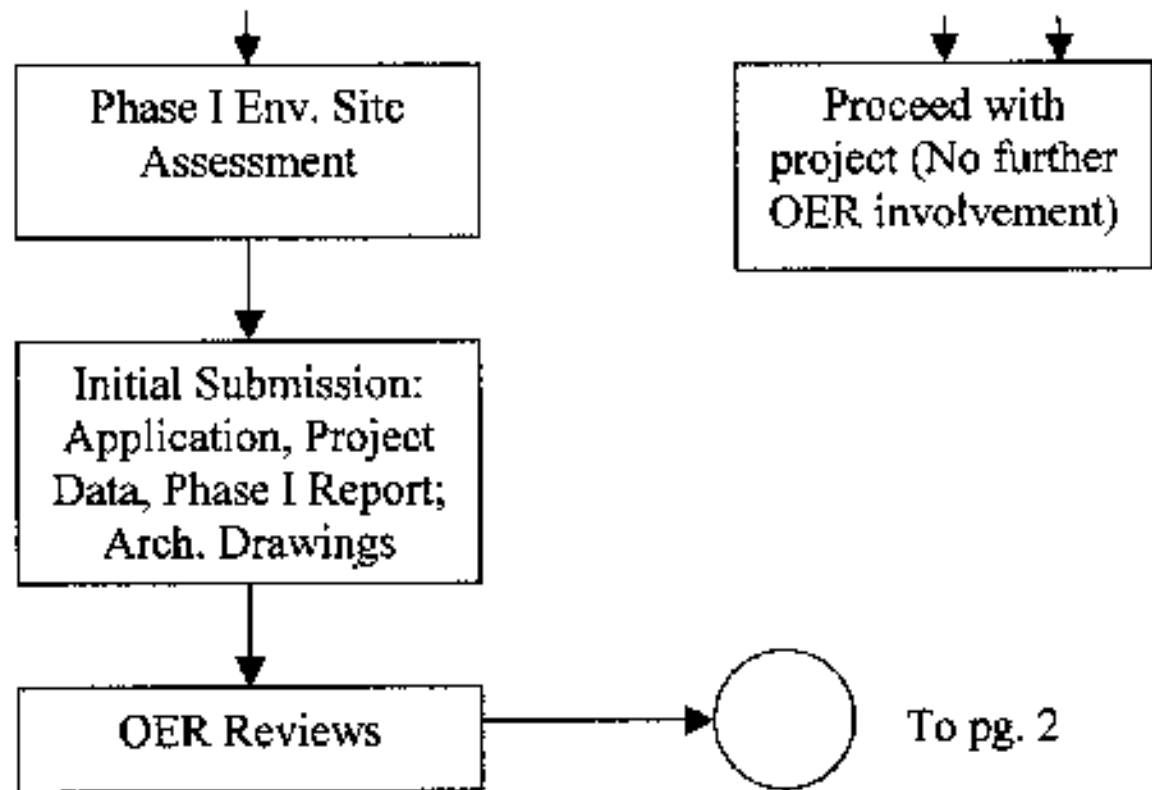 Phase I Env. Site
Assessment
Proceed with
project (No further
OER involvement)
Initial Submission:
Application, Project
Data, Phase I Report;
Arch. Drawings
OER Reviews
To pg. 2